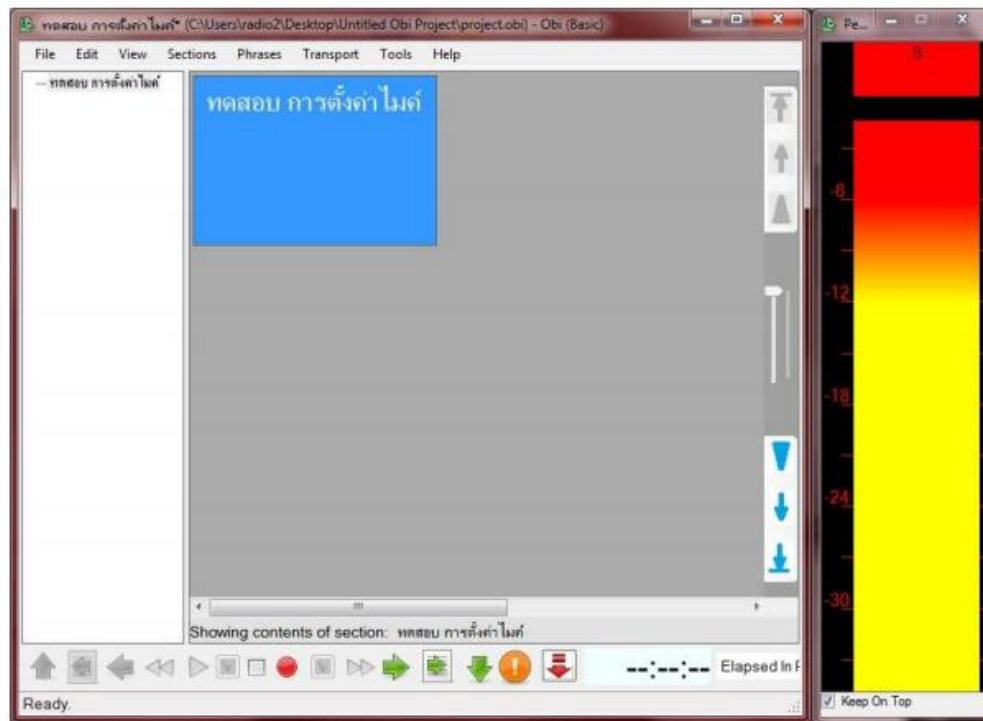 ทดสอบ การตั้งค่าไมค์* (C:\Users\radio2\Desktop\Untitled Obi Project\project.obi) - Obi (Basic)
File Edit View Sections Phrases Transport Tools Help
ทดสอบ การตั้งค่าไมค์
ทดสอบ การตั้งค่าไมค์
Showing contents of section: ทดสอบ การตั้งค่าไมค์
--:--:-- Elapsed In
Ready.
Pe...
-12
-18
-24
-30
Keep On Top